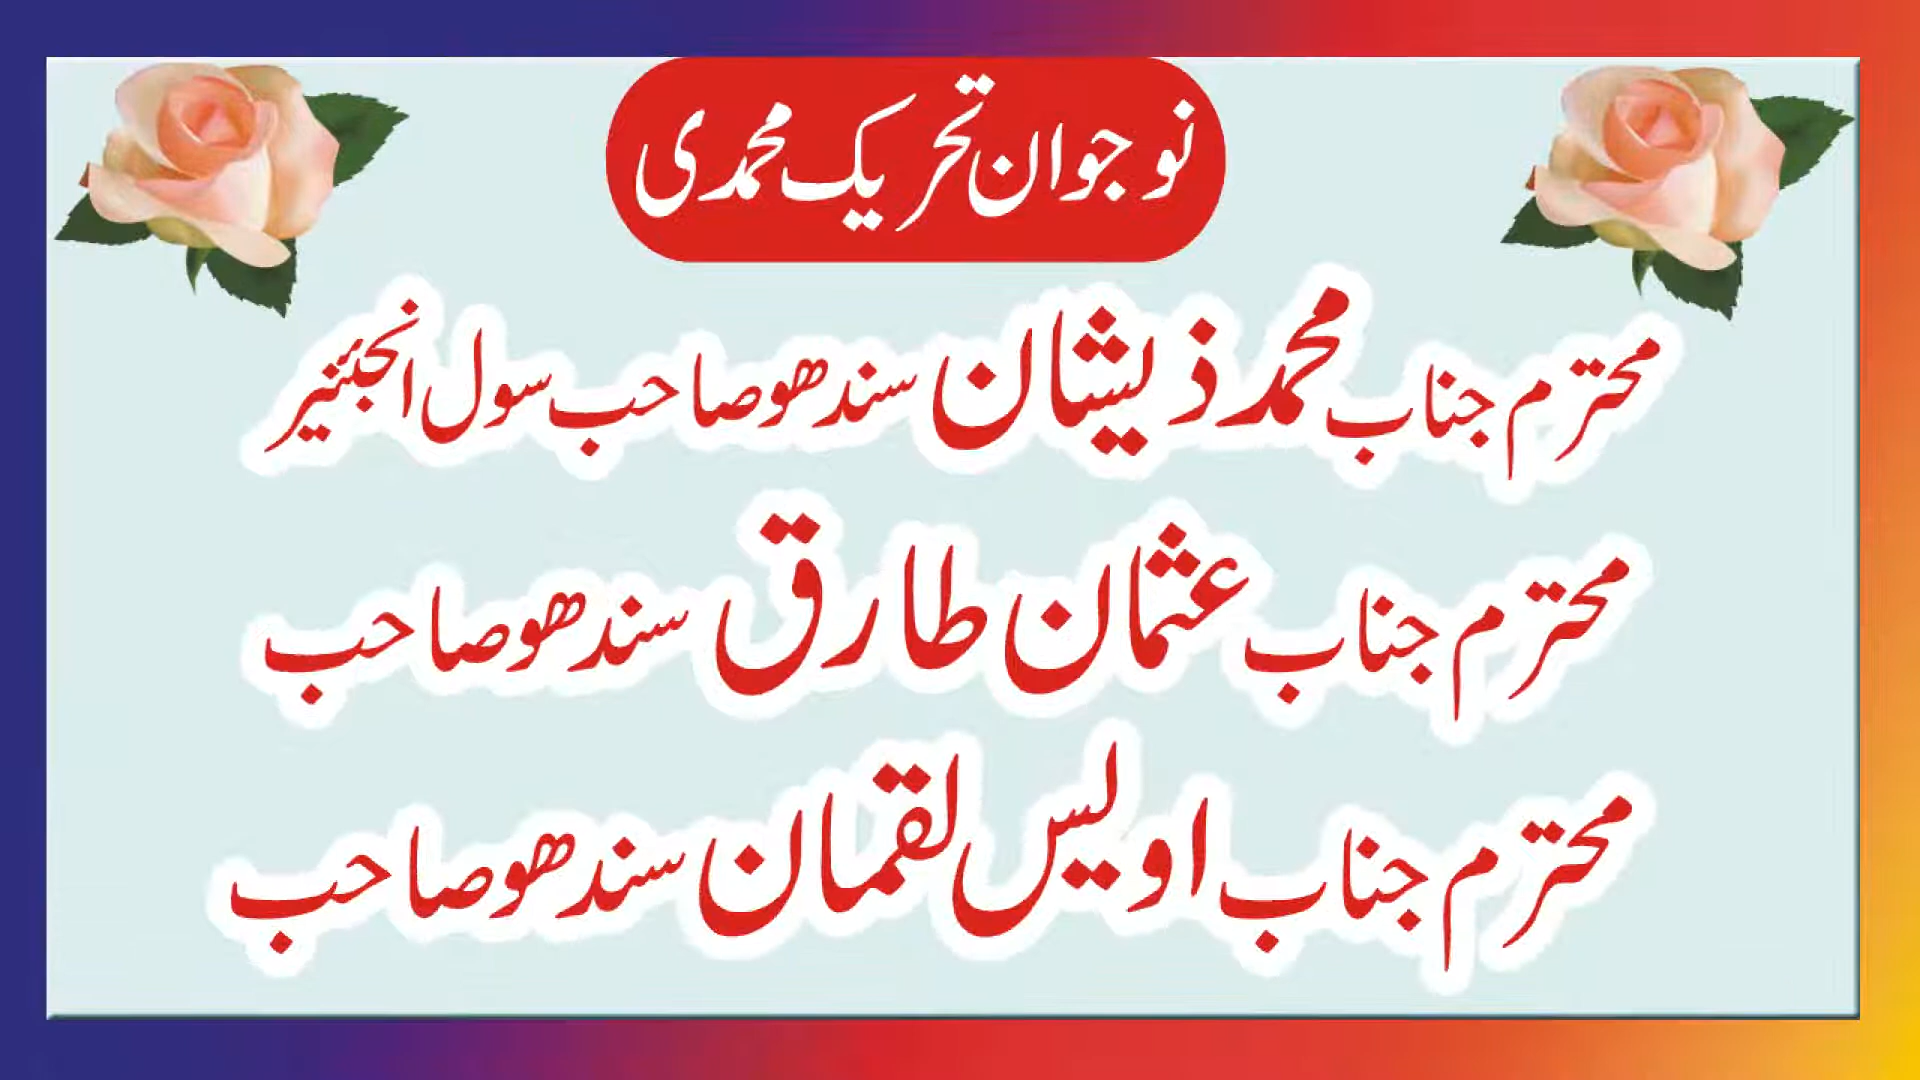 نوجوان تحریک محمدی
محترم جناب محمد ذیشان سندھو صاحب سول انجئنیر
محترم جناب عثمان طارق سندھو صاحب
محترم جناب اویس لقمان سندھو صاحب